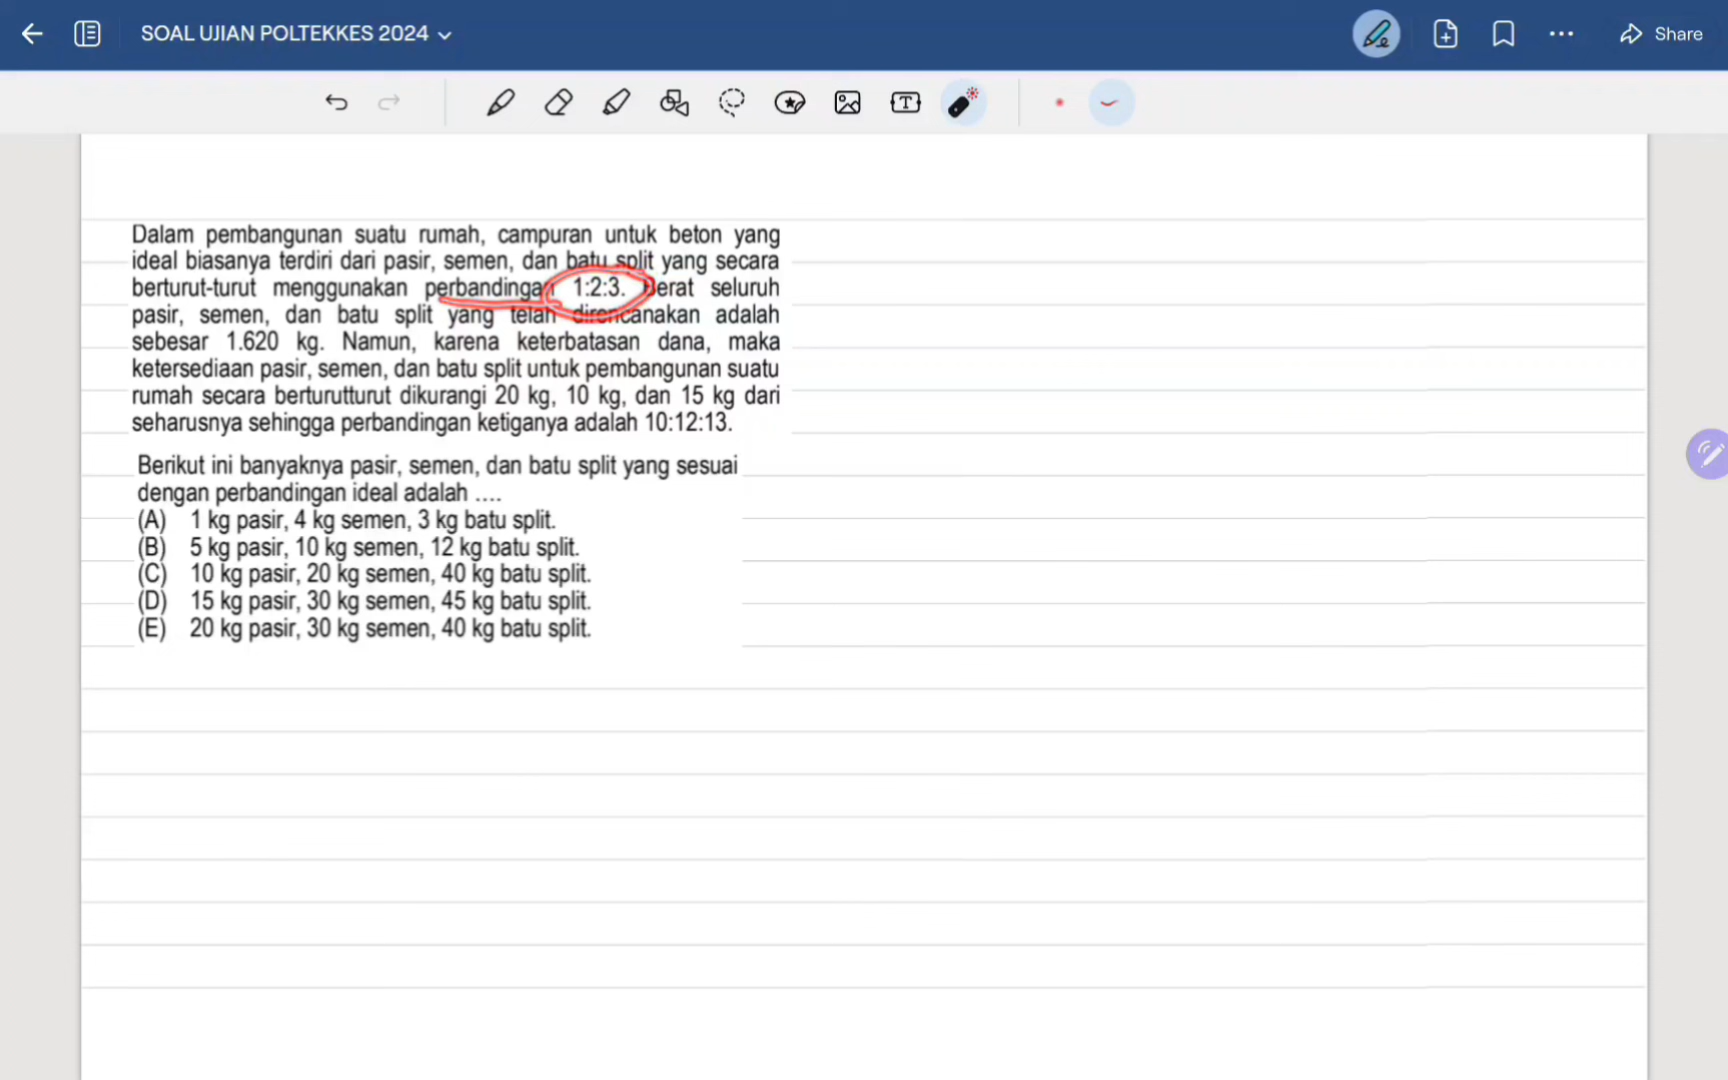 SOAL UJIAN POLTEKKES 2024
Share
Dalam pembangunan suatu rumah, campuran untuk beton yang
ideal biasanya terdiri dari pasir, semen, dan batu split yang secara
berturut-turut menggunakan perbandingan 1:2:3. Berat seluruh
pasir, semen, dan batu split yang telah direncanakan adalah
sebesar 1.620 kg. Namun, karena keterbatasan dana, maka
ketersediaan pasir, semen, dan batu split untuk pembangunan suatu
rumah secara berturutturut dikurangi 20 kg, 10 kg, dan 15 kg dari
seharusnya sehingga perbandingan ketiganya adalah 10:12:13.
Berikut ini banyaknya pasir, semen, dan batu split yang sesuai
dengan perbandingan ideal adalah ....
(A) 1 kg pasir, 4 kg semen, 3 kg batu split.
(B) 5 kg pasir, 10 kg semen, 12 kg batu split.
(C) 10 kg pasir, 20 kg semen, 40 kg batu split.
(D) 15 kg pasir, 30 kg semen, 45 kg batu split.
(E) 20 kg pasir, 30 kg semen, 40 kg batu split.